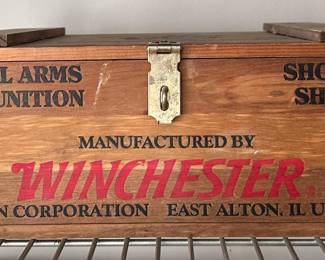 L ARMS SHO
UNITION SH
MANUFACTURED BY
WINCHESTER®
N CORPORATION EAST ALTON, IL U